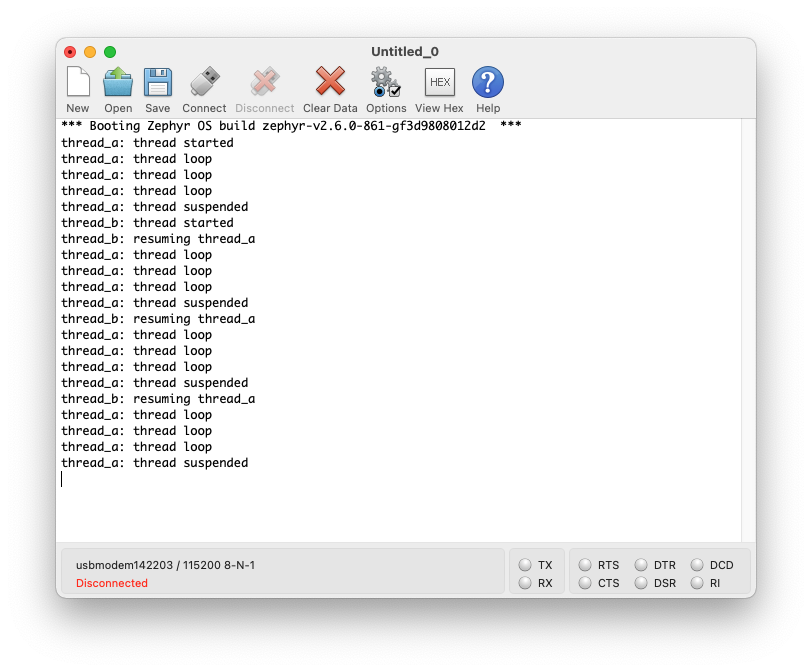 Untitled_0
New Open Save Connect Disconnect Clear Data Options HEX View Hex ? Help
*** Booting Zephyr OS build zephyr-v2.6.0-861-gf3d9808012d2  ***
thread_a: thread started
thread_a: thread loop
thread_a: thread loop
thread_a: thread loop
thread_a: thread suspended
thread_b: thread started
thread_b: resuming thread_a
thread_a: thread loop
thread_a: thread loop
thread_a: thread loop
thread_a: thread suspended
thread_b: resuming thread_a
thread_a: thread loop
thread_a: thread loop
thread_a: thread loop
thread_a: thread suspended
thread_b: resuming thread_a
thread_a: thread loop
thread_a: thread loop
thread_a: thread loop
thread_a: thread suspended
usbmodem142203 / 115200 8-N-1 TX RTS DTR DCD
Disconnected RX CTS DSR RI